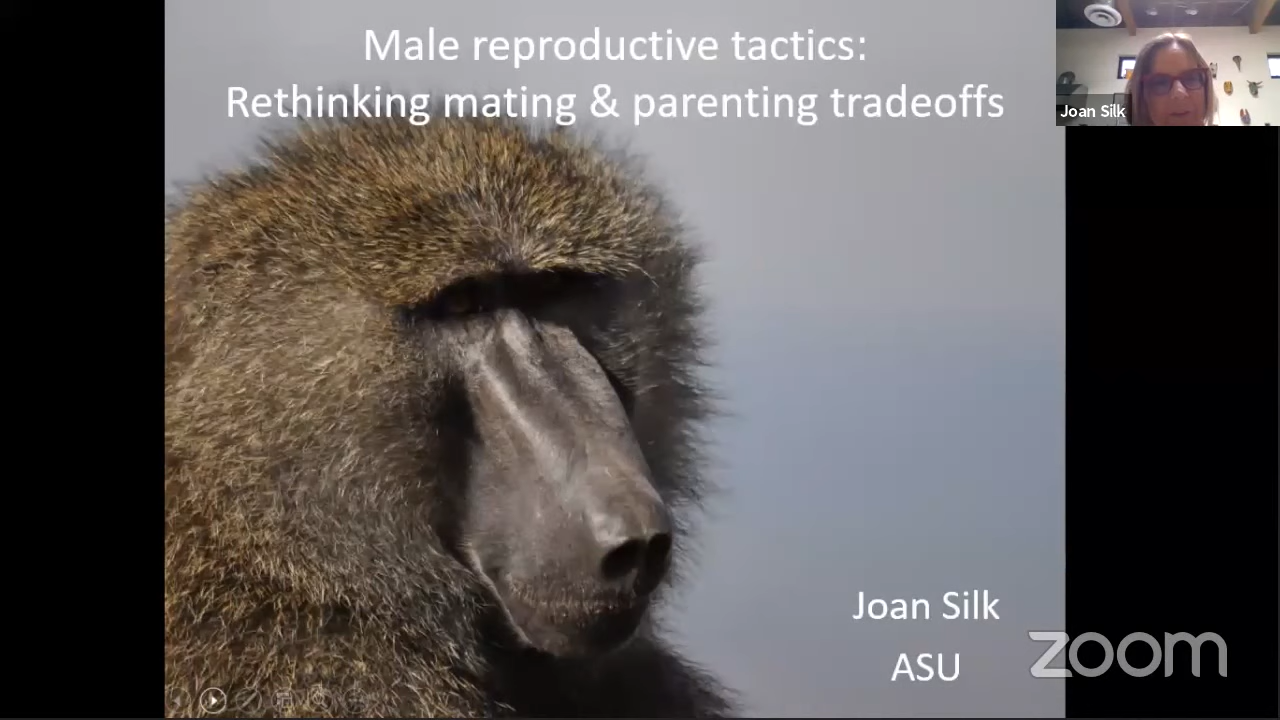 Male reproductive tactics:
Rethinking mating & parenting tradeoffs
Joan Silk
Joan Silk
ASU
zoom